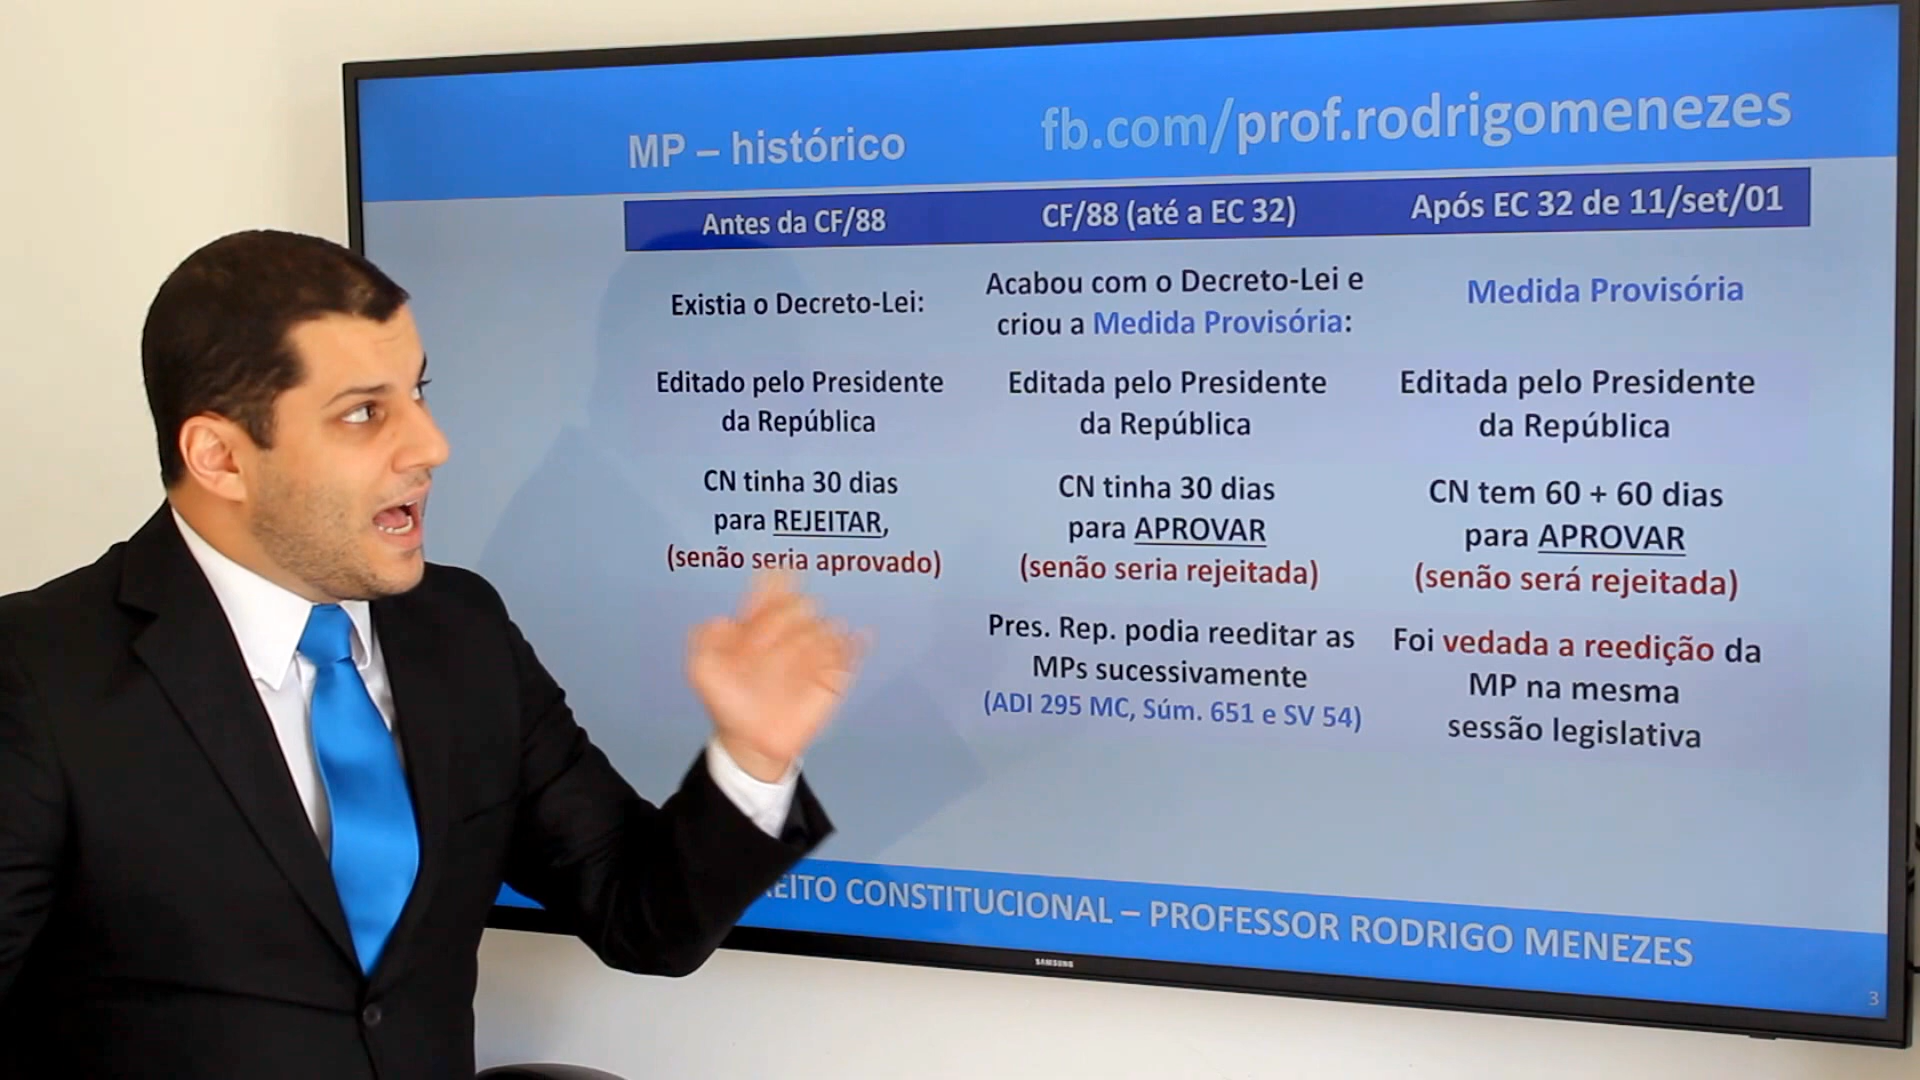 MP – histórico
fb.com/prof.rodrigomenezes
Antes da CF/88
CF/88 (até a EC 32)
Após EC 32 de 11/set/01
Existia o Decreto-Lei:
Acabou com o Decreto-Lei e
criou a Medida Provisória:
Medida Provisória
Editado pelo Presidente
da República
Editada pelo Presidente
da República
Editada pelo Presidente
da República
CN tinha 30 dias
para REJEITAR,
(senão seria aprovado)
CN tinha 30 dias
para APROVAR
(senão seria rejeitada)
CN tem 60 + 60 dias
para APROVAR
(senão será rejeitada)
Pres. Rep. podia reeditar as
MPs sucessivamente
(ADI 295 MC, Súm. 651 e SV 54)
Foi vedada a reedição da
MP na mesma
sessão legislativa
EITO CONSTITUCIONAL – PROFESSOR RODRIGO MENEZES
SAMSUNG
3